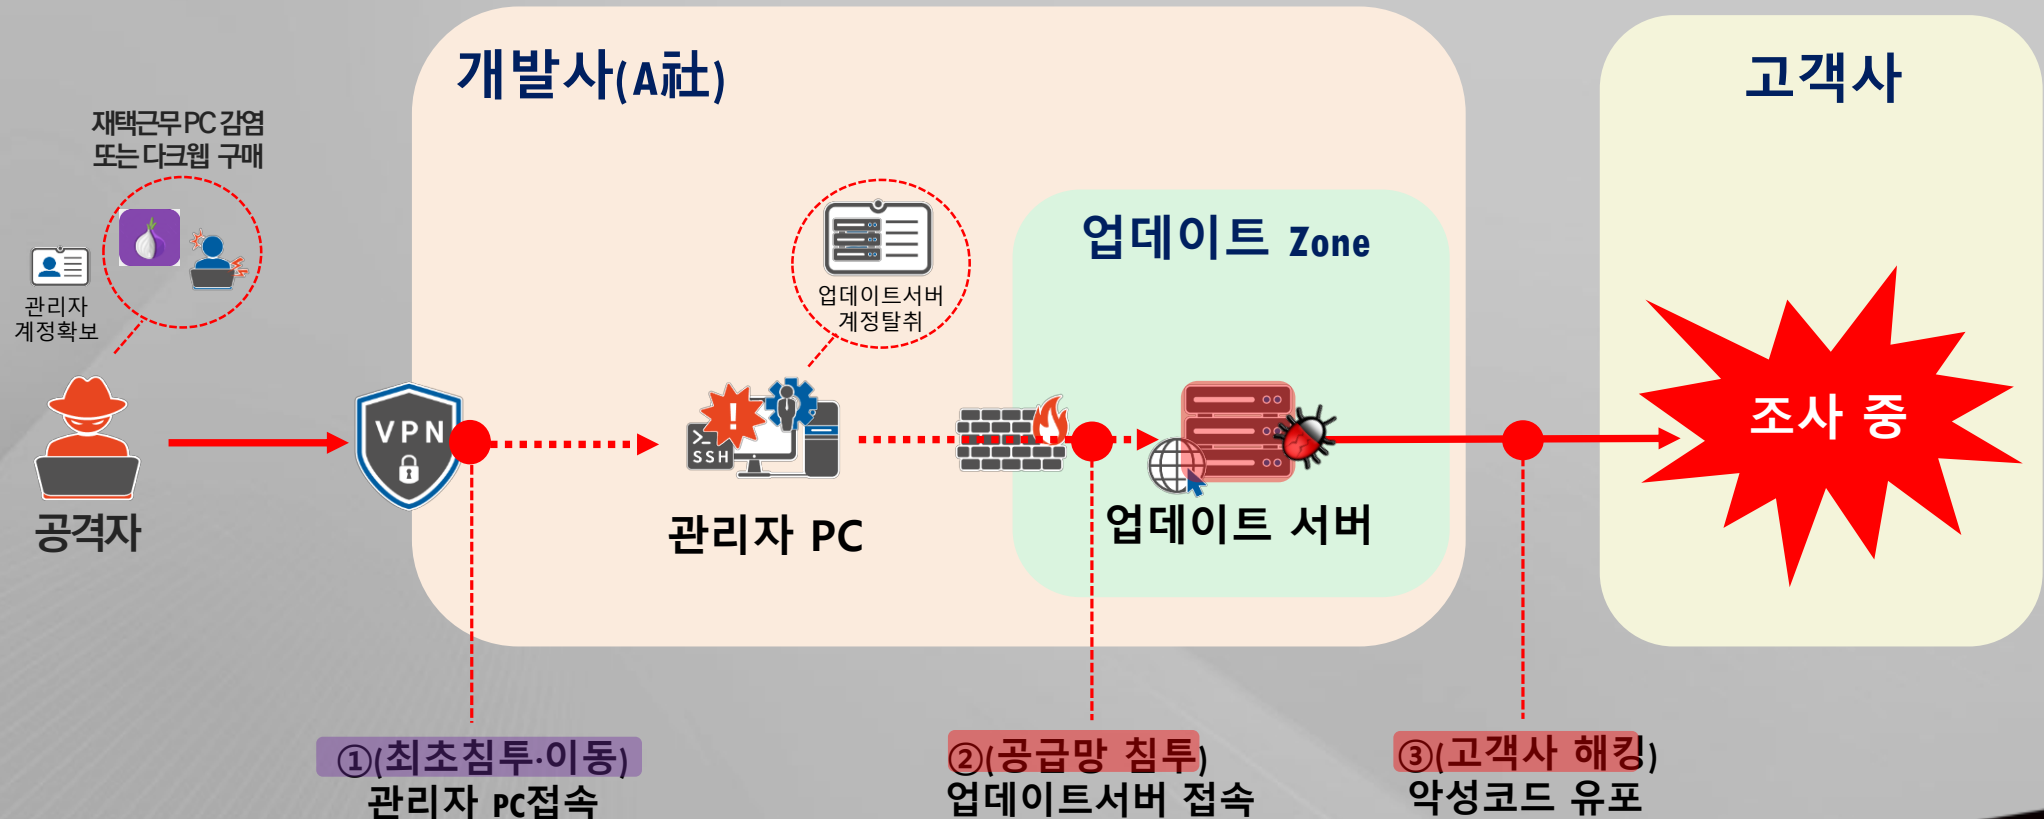 개발사(A社)
고객사
재택근무 PC 감염
또는 다크웹 구매
관리자
계정확보
업데이트서버
계정탈취
업데이트 Zone
VPN
!
>_
SSH
조사 중
공격자
관리자 PC
업데이트 서버
①(최초침투·이동)
관리자 PC접속
②(공급망 침투)
업데이트서버 접속
③(고객사 해킹)
악성코드 유포